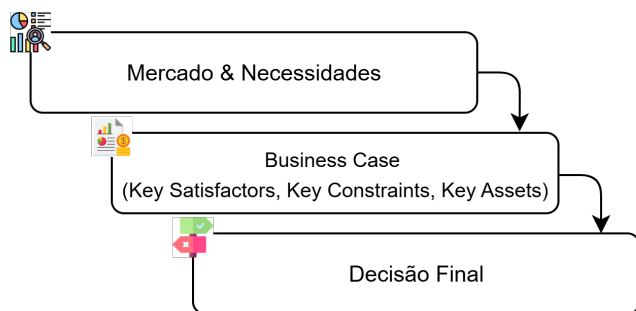 Mercado & Necessidades
Business Case
(Key Satisfactors, Key Constraints, Key Assets)
Decisão Final